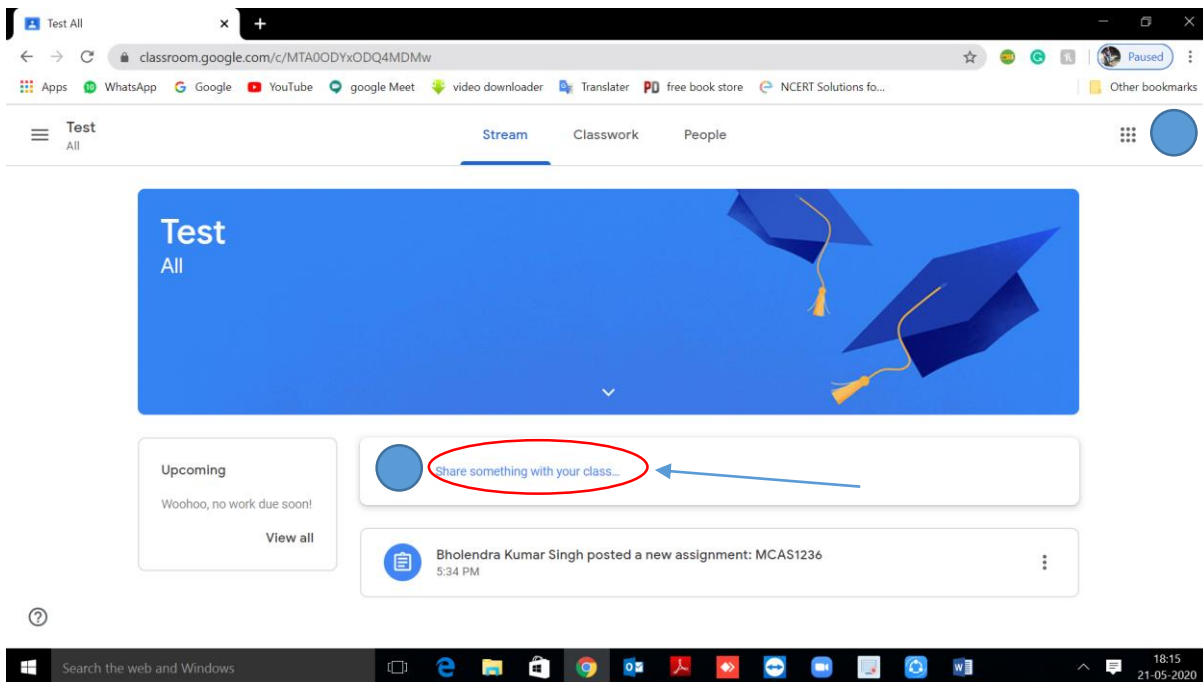 Test All
classroom.google.com/c/MTA0ODYxODQ4MDMw
Paused
Apps WhatsApp Google YouTube google Meet video downloader Translater PD free book store NCERT Solutions fo... Other bookmarks
Test
All
Stream Classwork People
Test
All
Upcoming
Woohoo, no work due soon!
View all
Share something with your class...
Bholendra Kumar Singh posted a new assignment: MCAS1236
5:34 PM
Search the web and Windows
18:15
21-05-2020